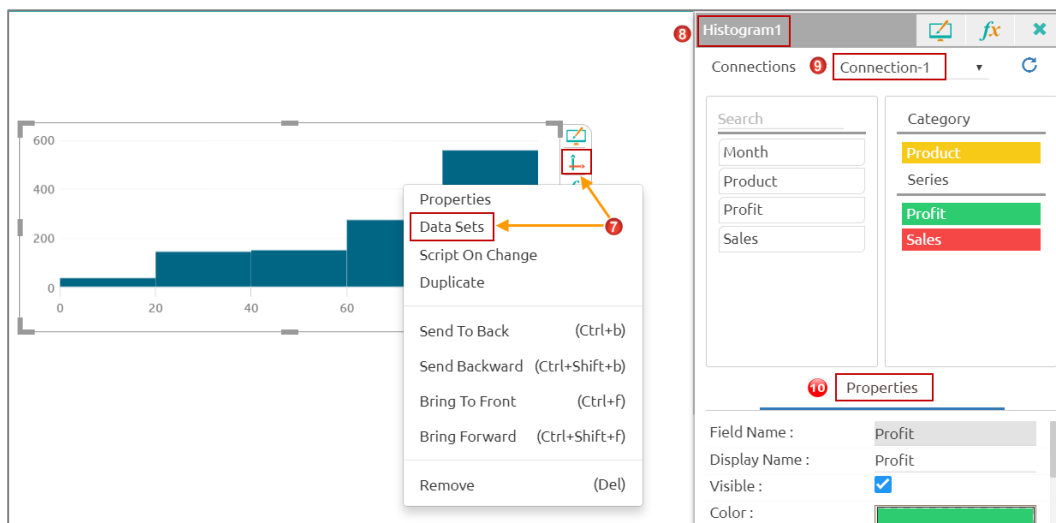 8 Histogram1 fx
Connections 9 Connection-1
Search
Month
Product
Profit
Sales
Category
Product
Series
Profit
Sales
600
400
200
0
0 20 40 60
7
Properties
Data Sets
Script On Change
Duplicate
Send To Back (Ctrl+b)
Send Backward (Ctrl+Shift+b)
Bring To Front (Ctrl+f)
Bring Forward (Ctrl+Shift+f)
Remove (Del)
10 Properties
Field Name : Profit
Display Name : Profit
Visible :
Color :